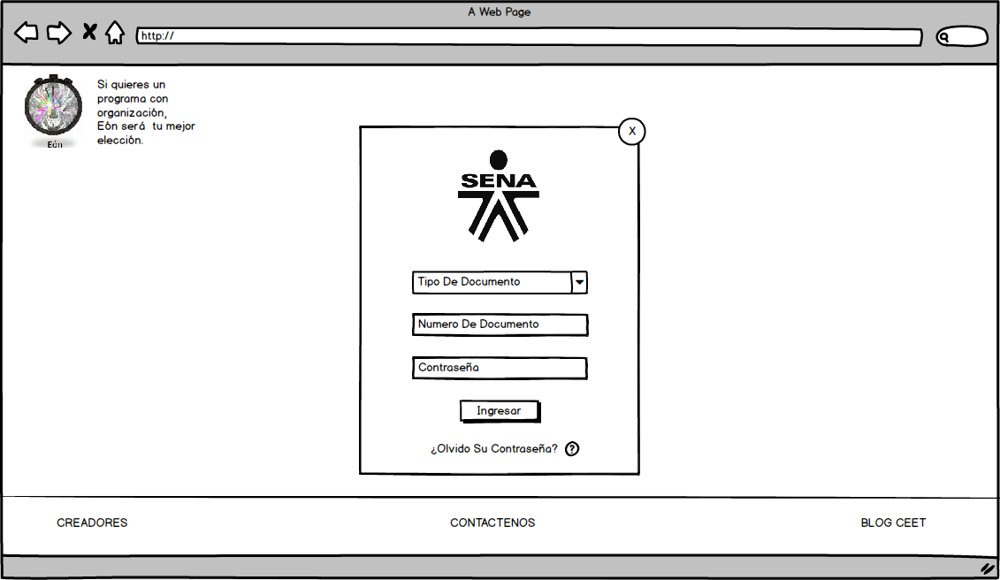 A Web Page
http://
Si quieres un
programa con
organización,
Eón será tu mejor
elección.
Eón
X
SENA
Tipo De Documento
Numero De Documento
Contraseña
Ingresar
¿Olvido Su Contraseña? ?
CREADORES
CONTACTENOS
BLOG CEET